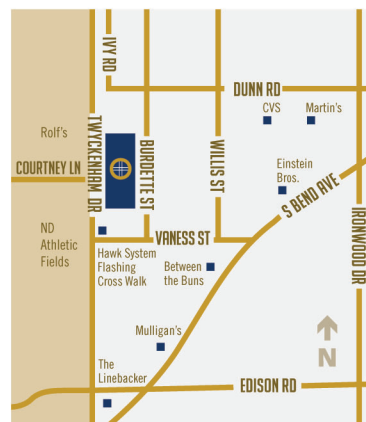 IVY RD
DUNN RD
CVS
Martin's
Rolf's
TWYCKENHAM DR
BURDETTE ST
WILLIS ST
COURTNEY LN
Einstein
Bros.
S BEND AVE
IRONWOOD DR
ND
Athletic
Fields
VANESS ST
Hawk System
Flashing
Cross Walk
Between
the Buns
Mulligan's
N
The
Linebacker
EDISON RD